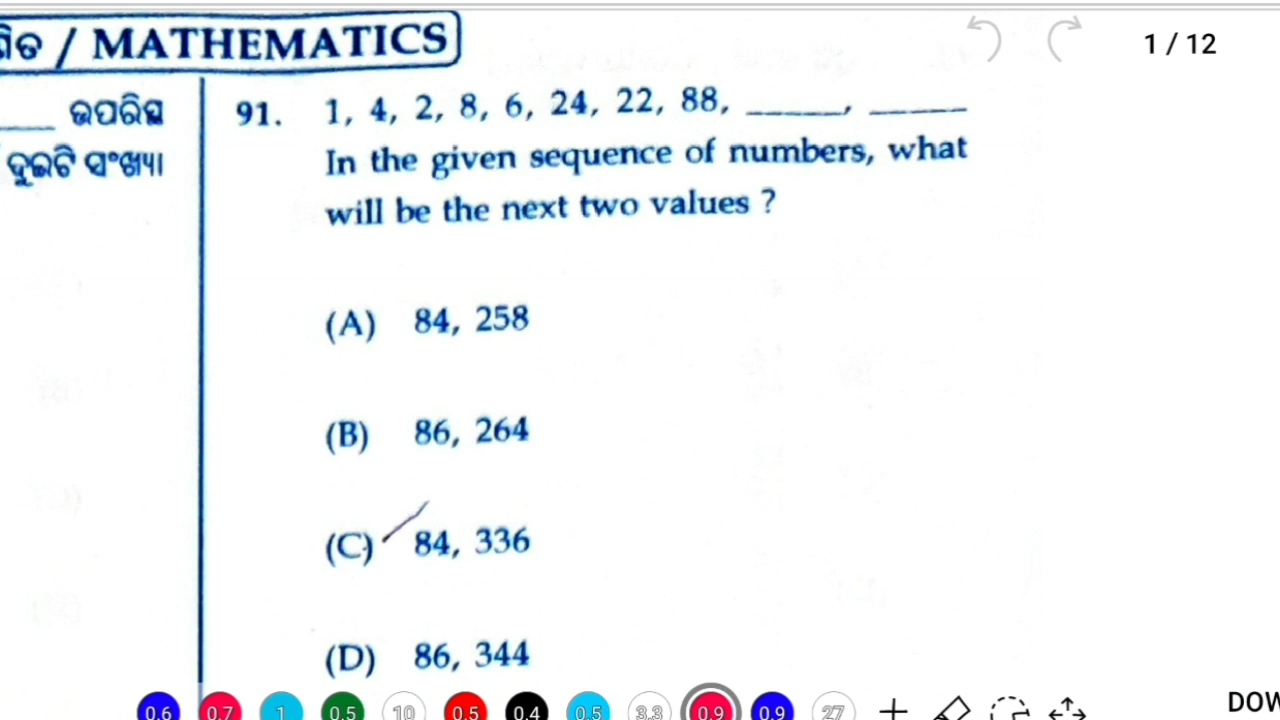 ଗଣିତ / MATHEMATICS
1 / 12
ଉପରିସ୍ଥ
ଦୁଇଟି ସଂଖ୍ୟା
91. 1, 4, 2, 8, 6, 24, 22, 88, ______, ______
In the given sequence of numbers, what
will be the next two values ?
(A) 84, 258
(B) 86, 264
(C) 84, 336
(D) 86, 344
0.6 0.7 1 0.5 10 0.5 0.4 0.5 3.3 0.9 0.9 27
DOW